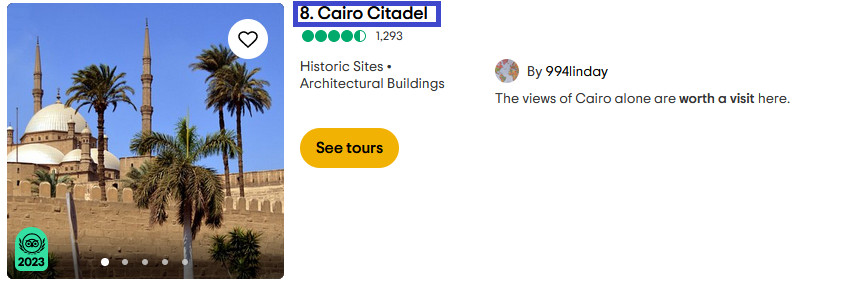 8. Cairo Citadel
1,293
Historic Sites •
Architectural Buildings
See tours
By 994linday
The views of Cairo alone are worth a visit here.
2023